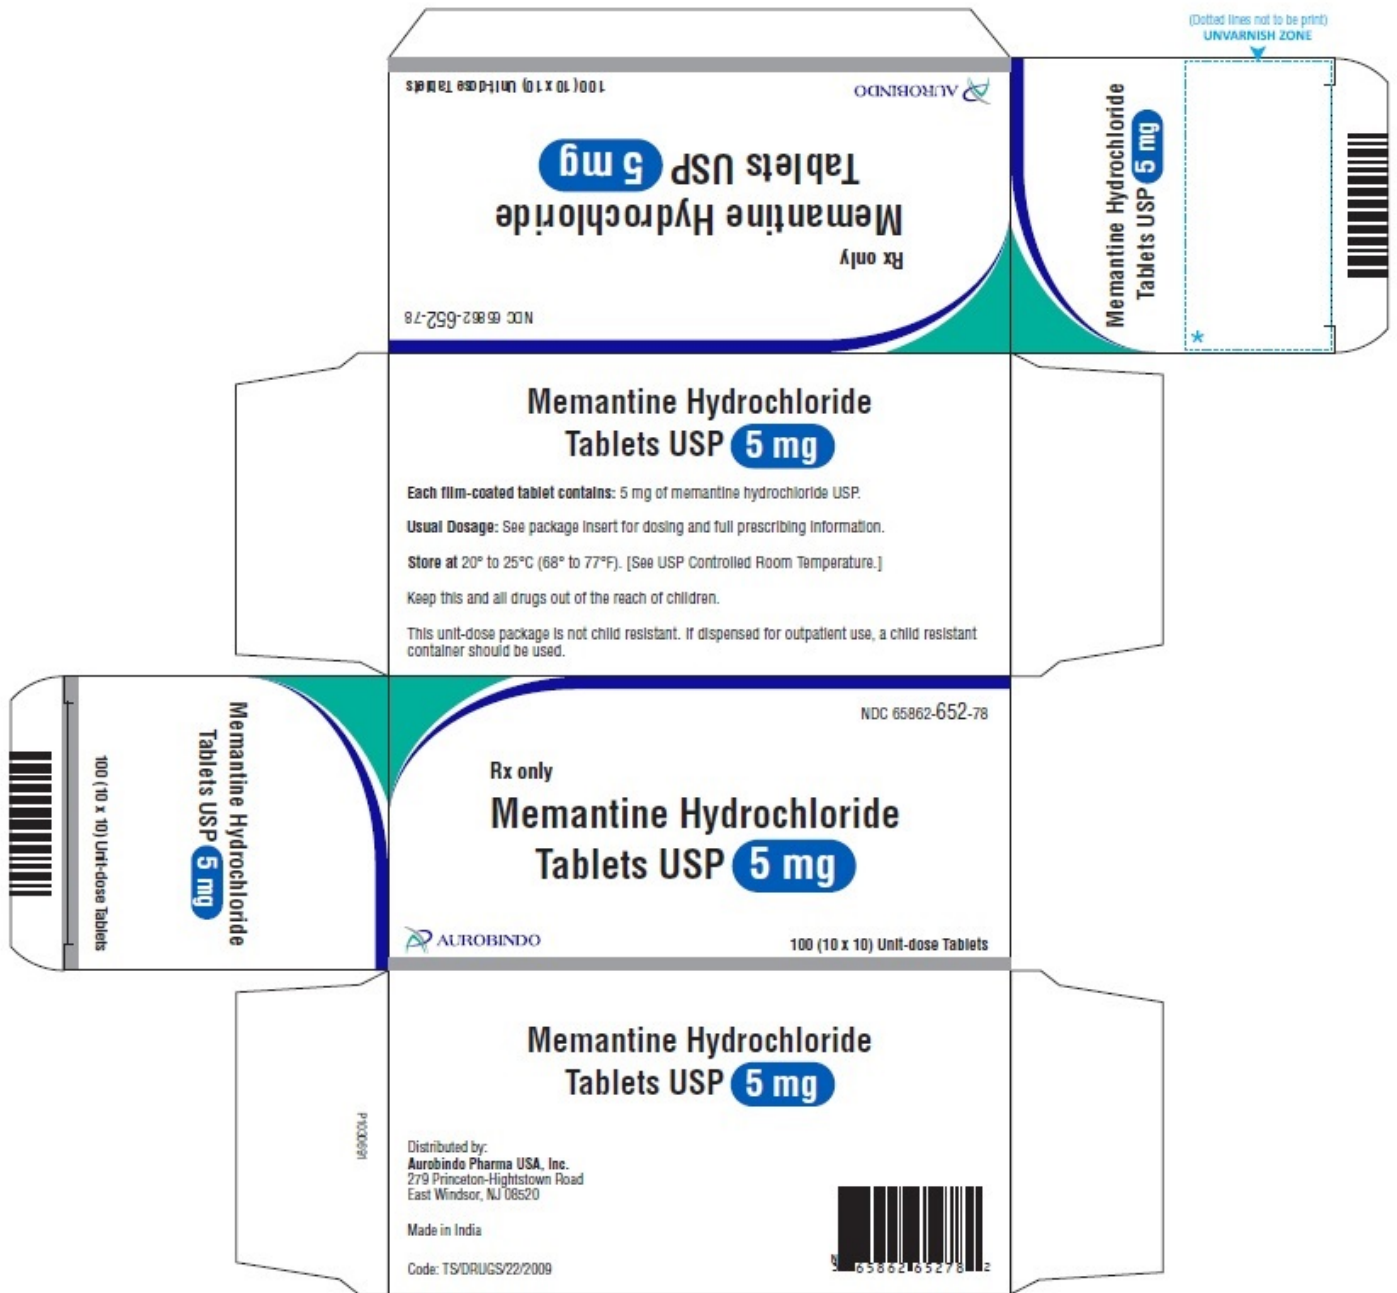 (Dotted lines not to be print)
UNVARNISH ZONE
100 (10 x 10) Unit-dose Tablets
AUROBINDO
Memantine Hydrochloride
Tablets USP 5 mg
Rx only
NDC 65862-652-78
Memantine Hydrochloride
Tablets USP 5 mg
*
Memantine Hydrochloride
Tablets USP 5 mg
Each film-coated tablet contains: 5 mg of memantine hydrochloride USP.
Usual Dosage: See package insert for dosing and full prescribing information.
Store at 20° to 25°C (68° to 77°F). [See USP Controlled Room Temperature.]
Keep this and all drugs out of the reach of children.
This unit-dose package is not child resistant. If dispensed for outpatient use, a child resistant
container should be used.
Memantine Hydrochloride
Tablets USP 5 mg
100 (10 x 10) Unit-dose Tablets
NDC 65862-652-78
Rx only
Memantine Hydrochloride
Tablets USP 5 mg
AUROBINDO
100 (10 x 10) Unit-dose Tablets
Memantine Hydrochloride
Tablets USP 5 mg
Distributed by:
Aurobindo Pharma USA, Inc.
279 Princeton-Hightstown Road
East Windsor, NJ 08520
Made in India
Code: TS/DRUGS/22/2009
65862 65278 2